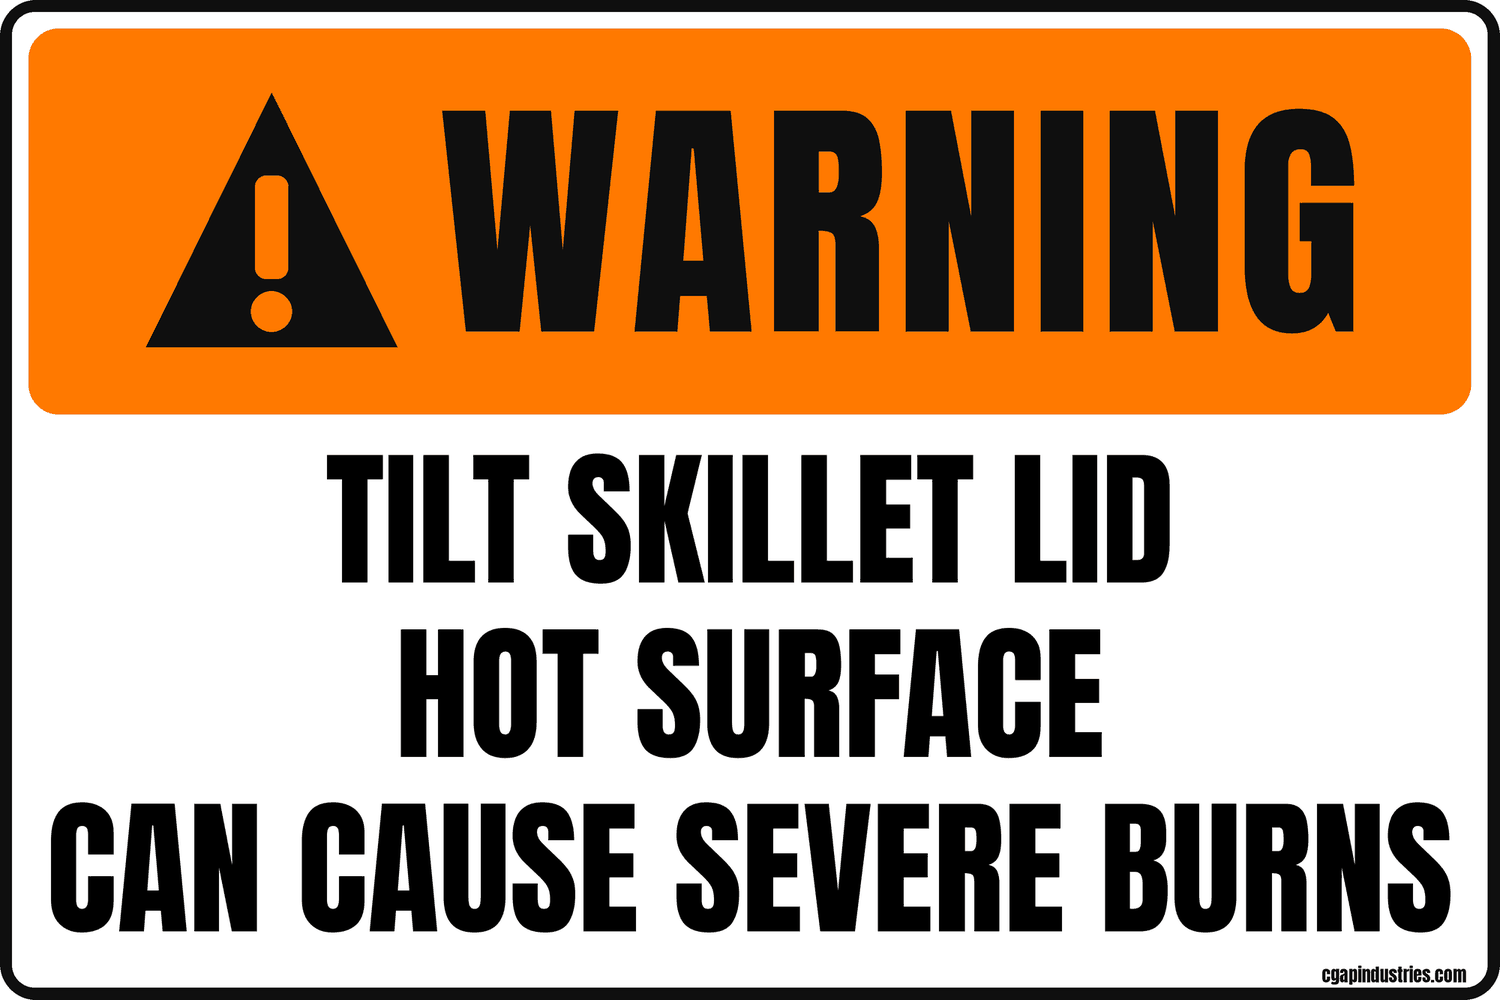 WARNING
TILT SKILLET LID
HOT SURFACE
CAN CAUSE SEVERE BURNS
cgapindustries.com